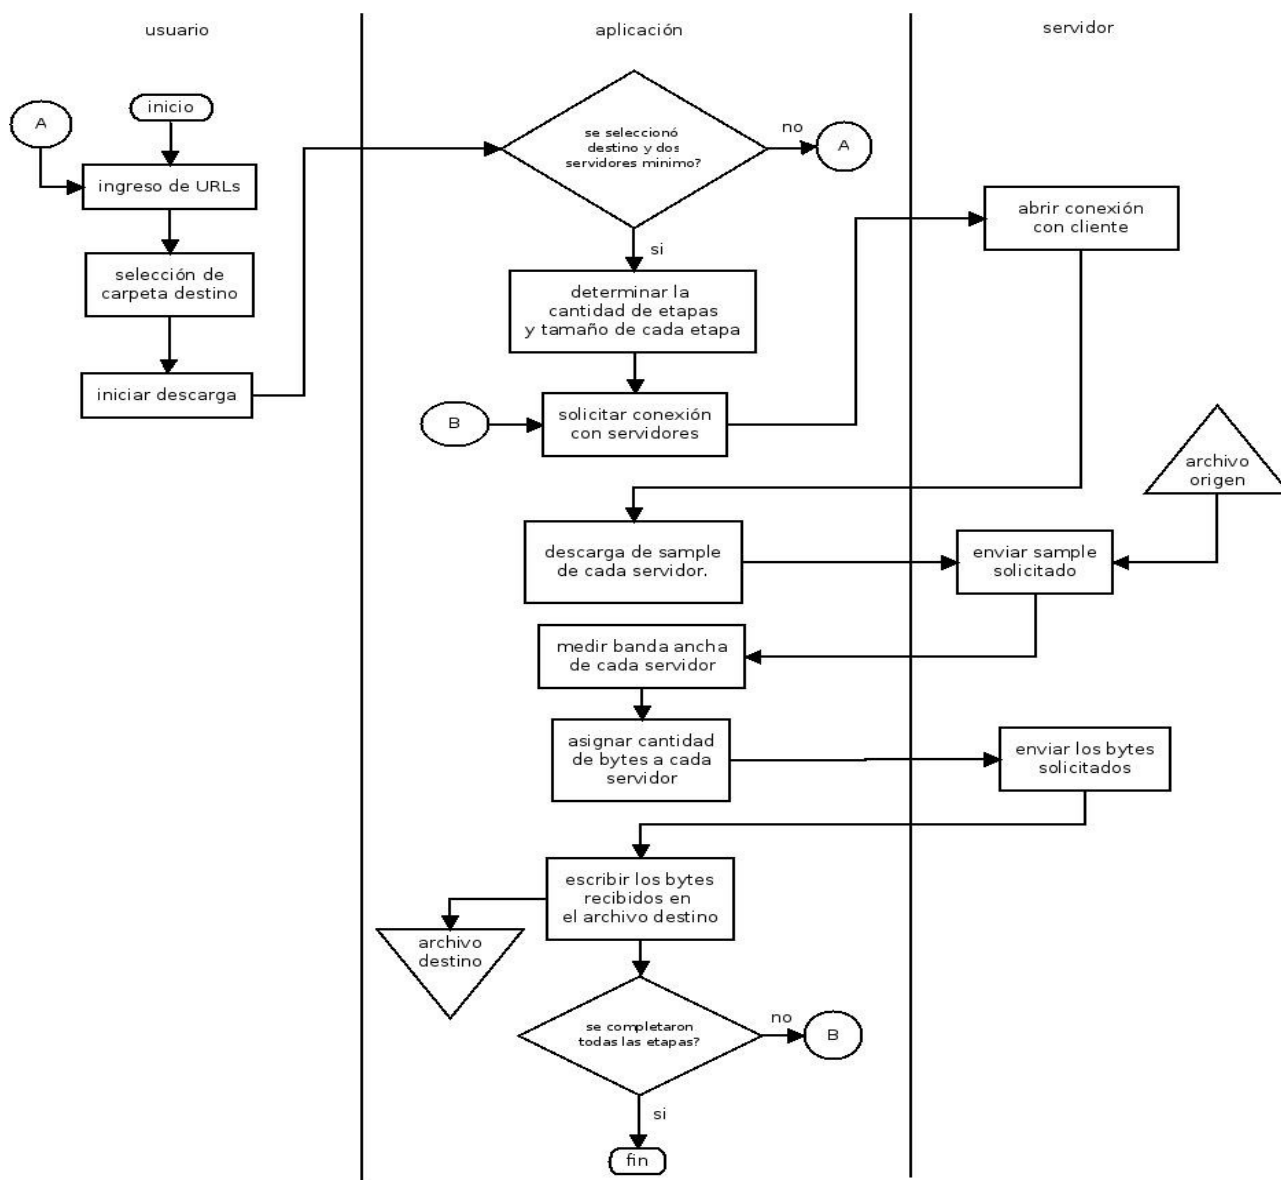 usuario
aplicación
servidor
inicio
A
ingreso de URLs
selección de
carpeta destino
iniciar descarga
se seleccionó
destino y dos
servidores minimo?
no
A
si
determinar la
cantidad de etapas
y tamaño de cada etapa
B
solicitar conexión
con servidores
abrir conexión
con cliente
archivo
origen
descarga de sample
de cada servidor.
enviar sample
solicitado
medir banda ancha
de cada servidor
asignar cantidad
de bytes a cada
servidor
enviar los bytes
solicitados
escribir los bytes
recibidos en
el archivo destino
archivo
destino
se completaron
todas las etapas?
no
B
si
fin